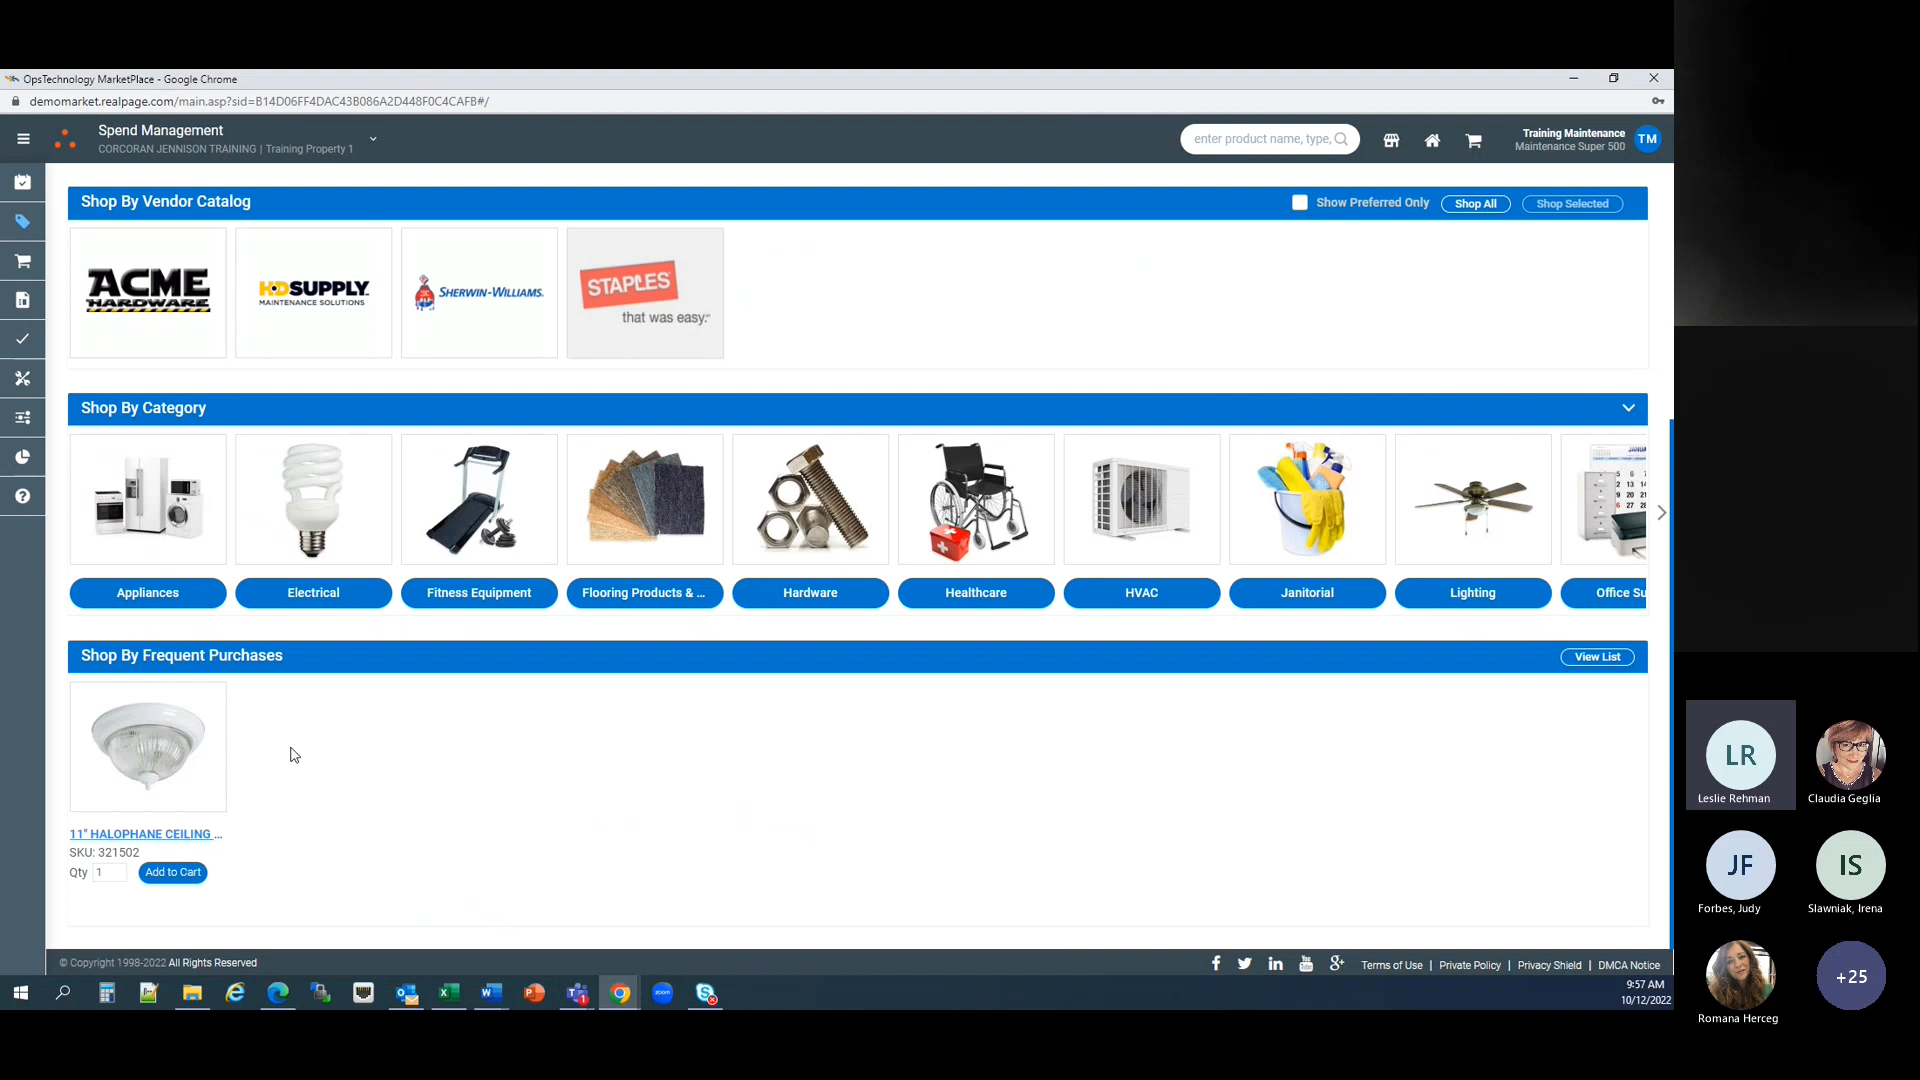 OpsTechnology MarketPlace - Google Chrome
demomarket.realpage.com/main.asp?sid=B14D06FF4DAC43B086A2D448F0C4CAFB#/
Spend Management
CORCORAN JENNISON TRAINING | Training Property 1
enter product name, type,
Training Maintenance
Maintenance Super 500
TM
Shop By Vendor Catalog
Show Preferred Only
Shop All
Shop Selected
ACME
HARDWARE
HDSUPPLY
MAINTENANCE SOLUTIONS
SHERWIN-WILLIAMS.
STAPLES
that was easy.
Shop By Category
Appliances
Electrical
Fitness Equipment
Flooring Products & ...
Hardware
Healthcare
HVAC
Janitorial
Lighting
Office Su
Shop By Frequent Purchases
View List
11" HALOPHANE CEILING ...
SKU: 321502
Qty 1 Add to Cart
© Copyright 1998-2022 All Rights Reserved
Terms of Use | Private Policy | Privacy Shield | DMCA Notice
9:57 AM
10/12/2022
LR
Leslie Rehman
Claudia Geglia
JF
Forbes, Judy
IS
Slawniak, Irena
Romana Herceg
+25